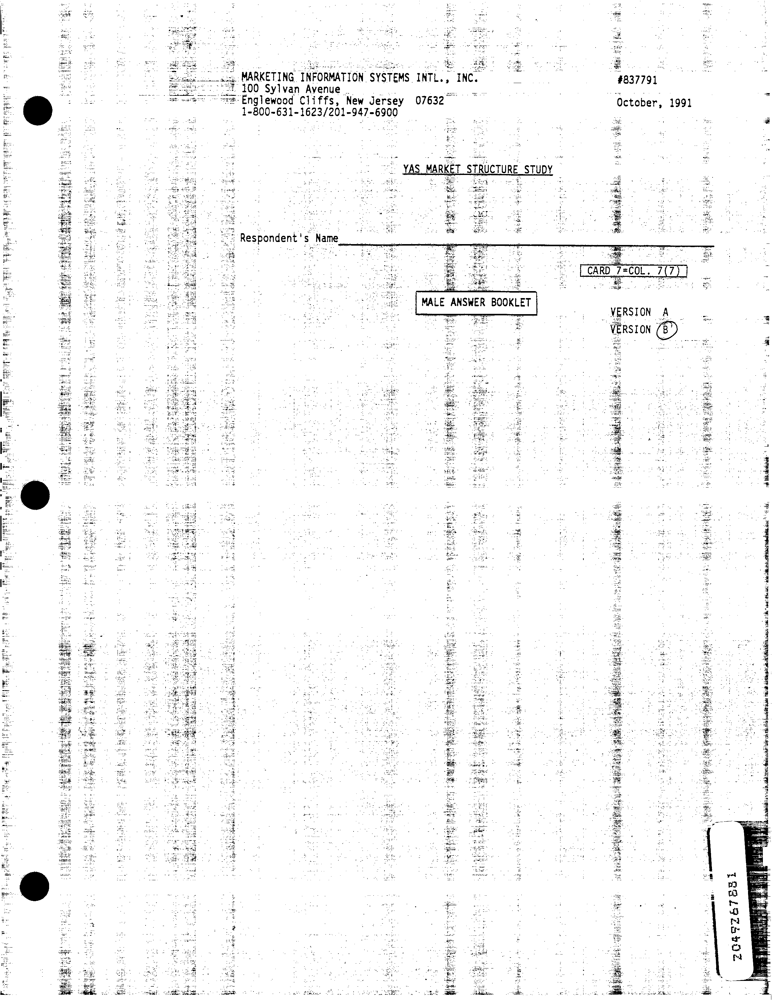 MARKETING INFORMATION SYSTEMS INTL., INC.
#837791
100 Sylvan Avenue
Englewood Cliffs, New Jersey 07632
October, 1991
1-800-631-1623/201-947-6900
YAS MARKET STRUCTURE STUDY
Respondent's Name
CARD 7=COL. 7(7)
MALE ANSWER BOOKLET
VERSION A
VERSION B
2047267881